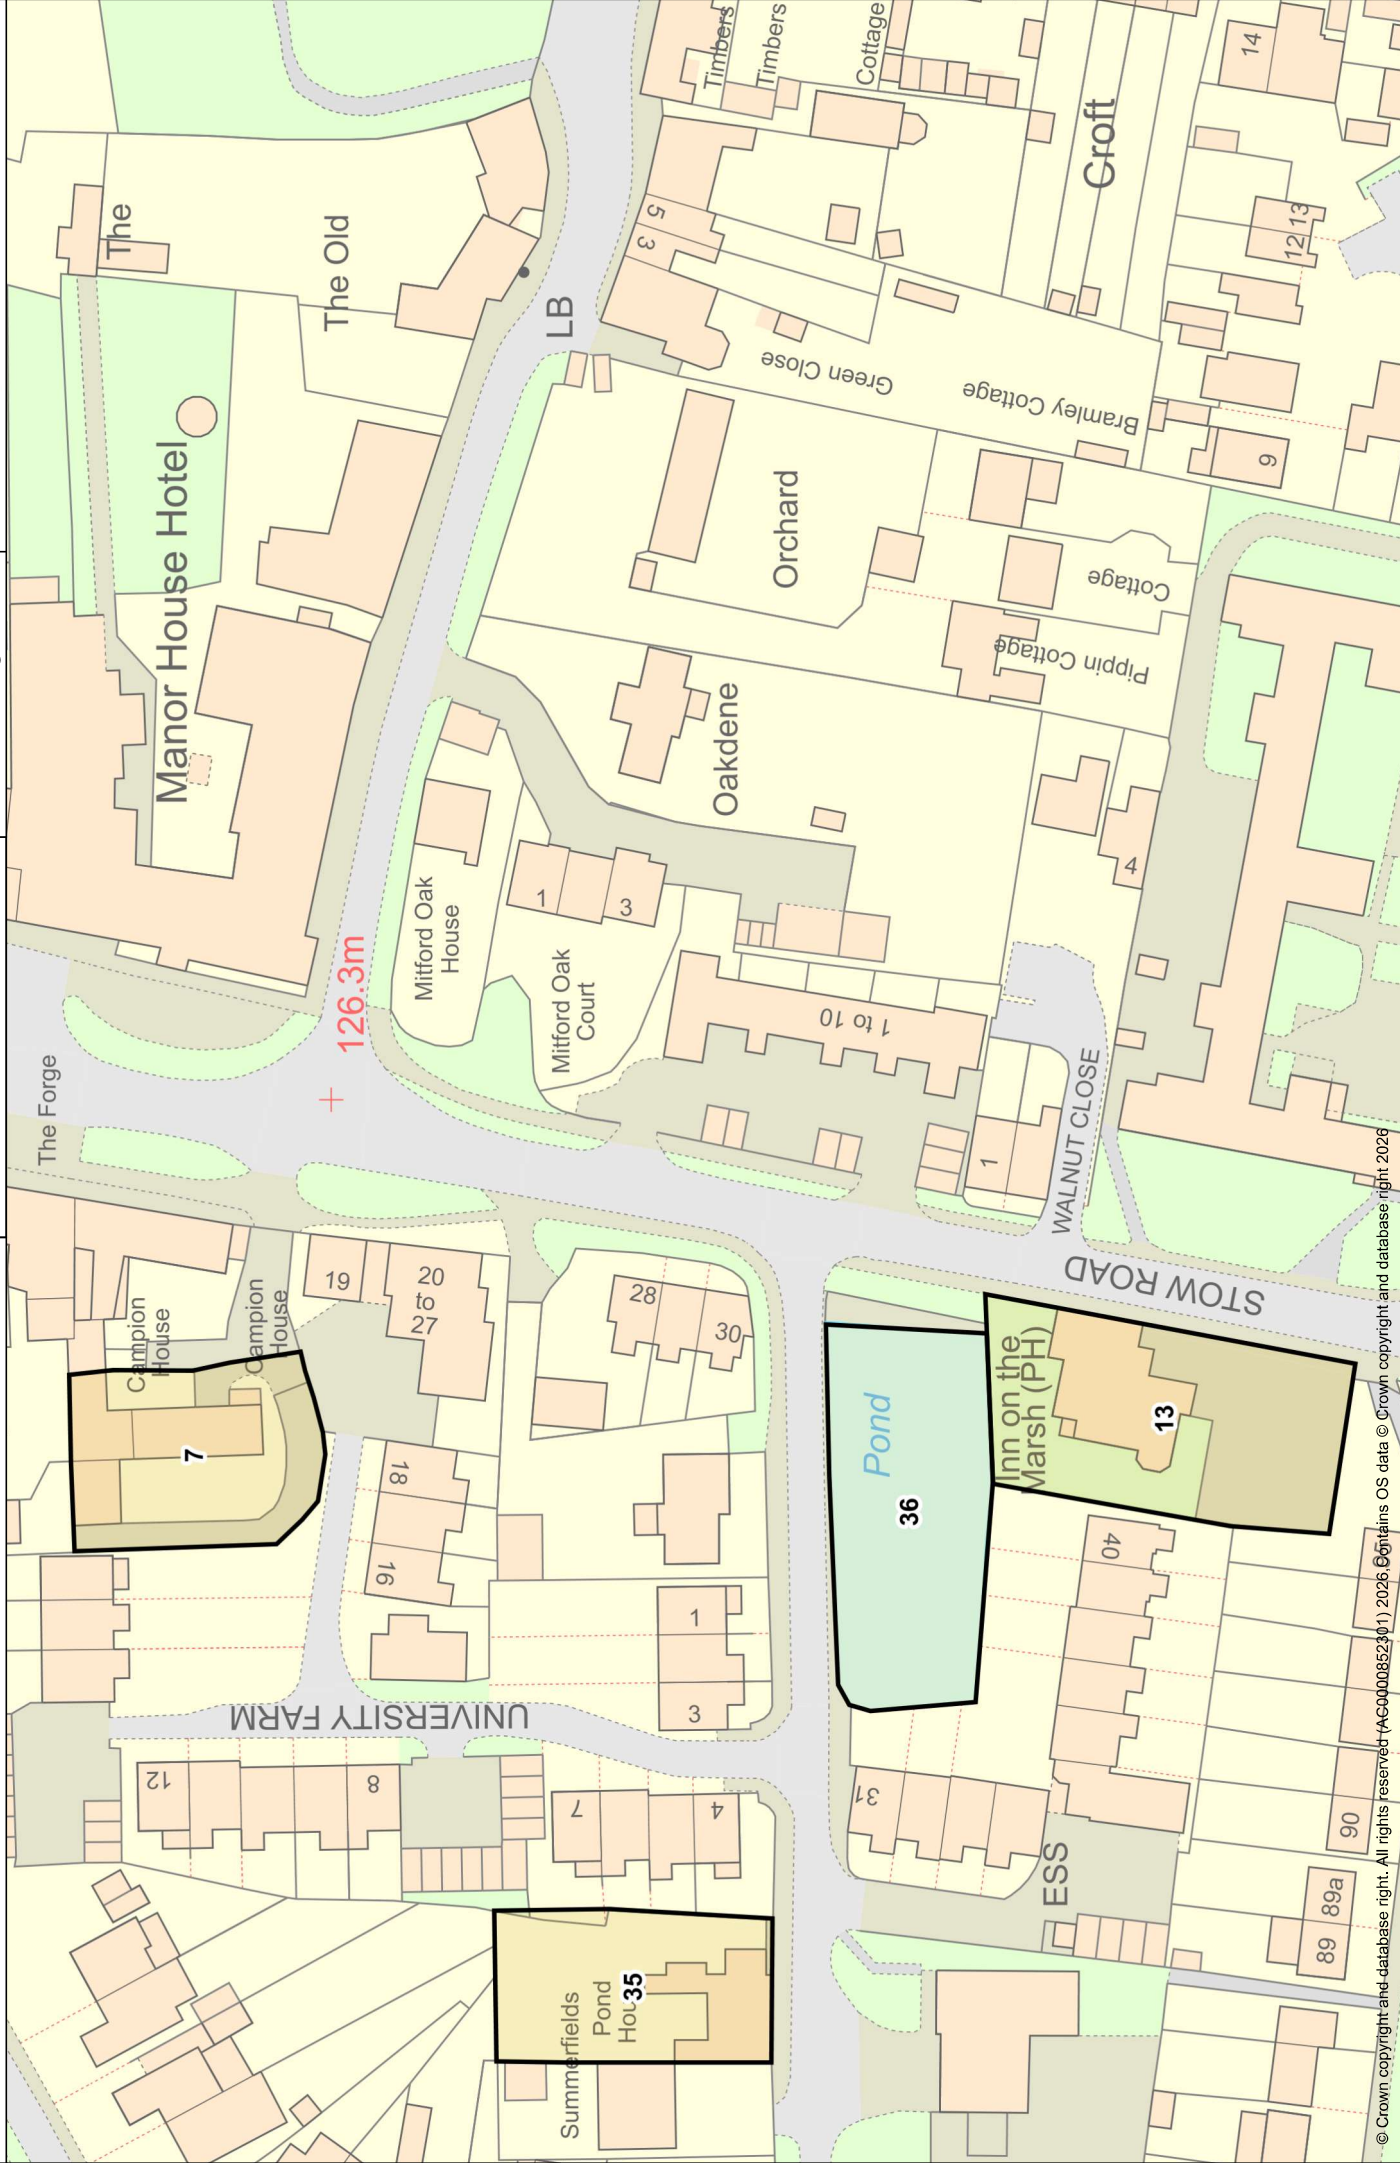 Timbers
Timbers
Cottage
14
The
The Old
Croft
5
3
12
13
LB
Green Close
Bramley Cottage
9
Manor House Hotel
Orchard
Cottage
Pippin Cottage
Oakdene
4
Mitford Oak
House
1
3
Mitford Oak
Court
1 to 10
126.3m
The Forge
1
WALNUT CLOSE
STOW ROAD
Campion
House
Campion
House
19
20
to
27
28
30
7
18
16
Pond
36
Inn on the
Marsh (PH)
13
40
1
3
UNIVERSITY FARM
12
8
7
4
31
ESS
90
89a
89
Summerfields
Pond
35
© Crown copyright and database right. All rights reserved (AC0000852301) 2026,Contains OS data © Crown copyright and database right 2026